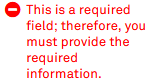 This is a required
field; therefore, you
must provide the
required
information.